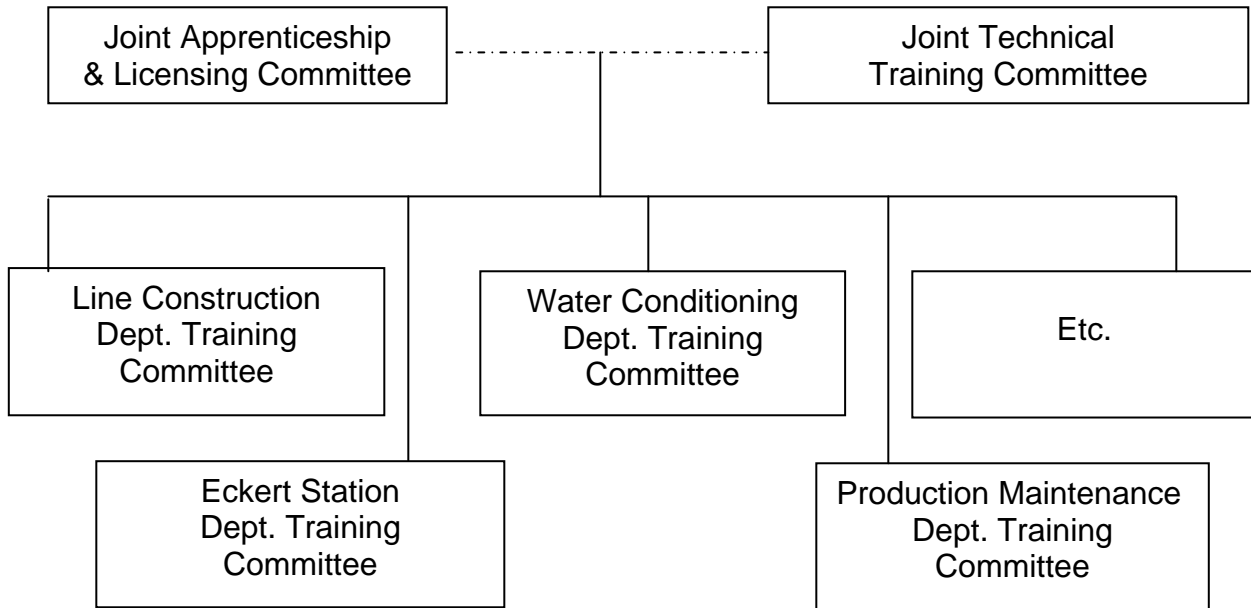 Joint Apprenticeship
& Licensing Committee
Joint Technical
Training Committee
Line Construction
Dept. Training
Committee
Water Conditioning
Dept. Training
Committee
Etc.
Eckert Station
Dept. Training
Committee
Production Maintenance
Dept. Training
Committee